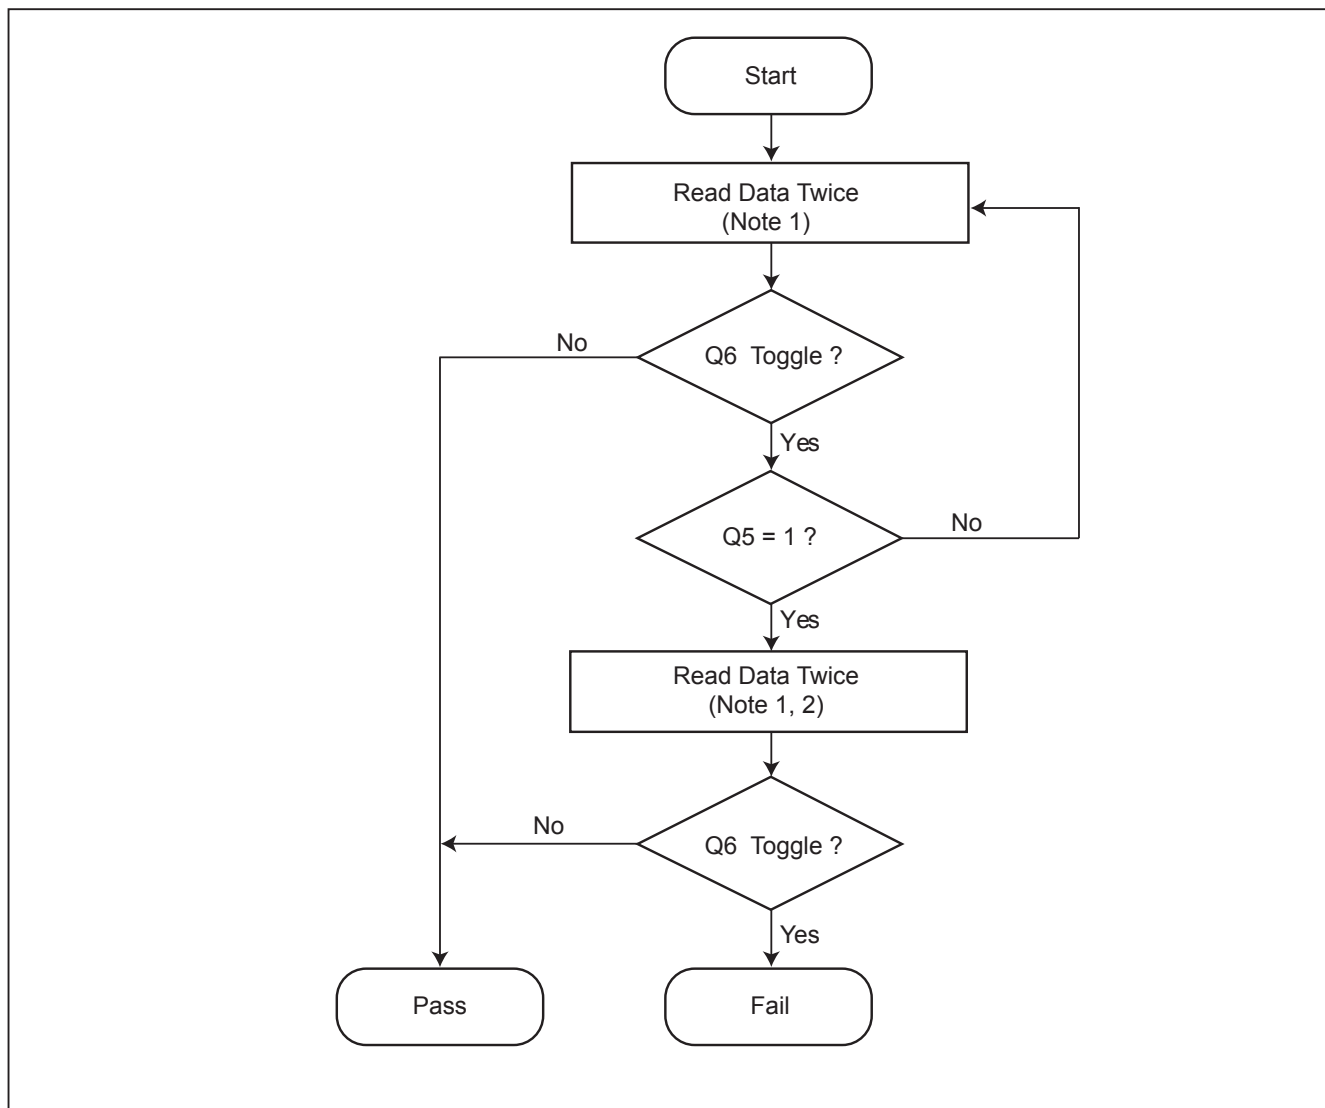 Start
Read Data Twice
(Note 1)
No
Q6 Toggle ?
Yes
Q5 = 1 ?
No
Yes
Read Data Twice
(Note 1, 2)
No
Q6 Toggle ?
Yes
Pass
Fail